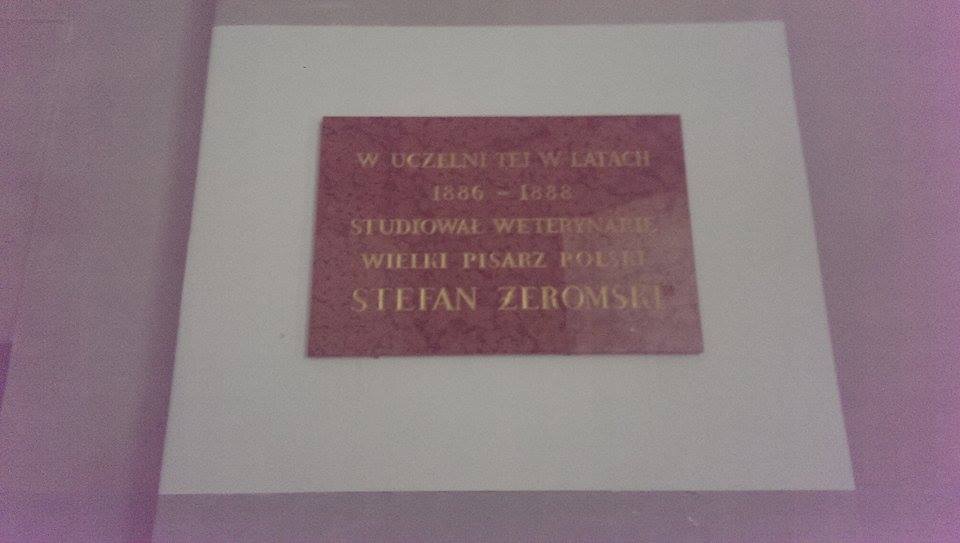 W UCZELNI TEJ W LATACH
1886 – 1888
STUDIOWAŁ WETERYNARIĘ
WIELKI PISARZ POLSKI
STEFAN ŻEROMSKI